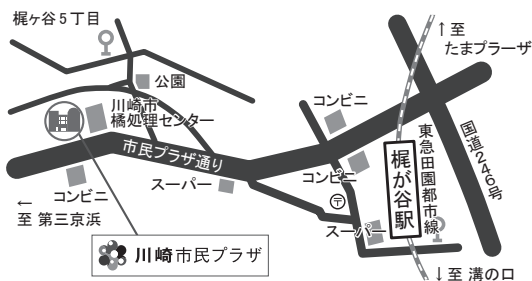 梶ヶ谷5丁目
↑至
たまプラーザ
公園
川崎市
橘処理センター
コンビニ
市民プラザ通り
国道246号
東急田園都市線
梶が谷駅
コンビニ
コンビニ
スーパー
〒
スーパー
←
至 第三京浜
川崎市民プラザ
↓至 溝の口